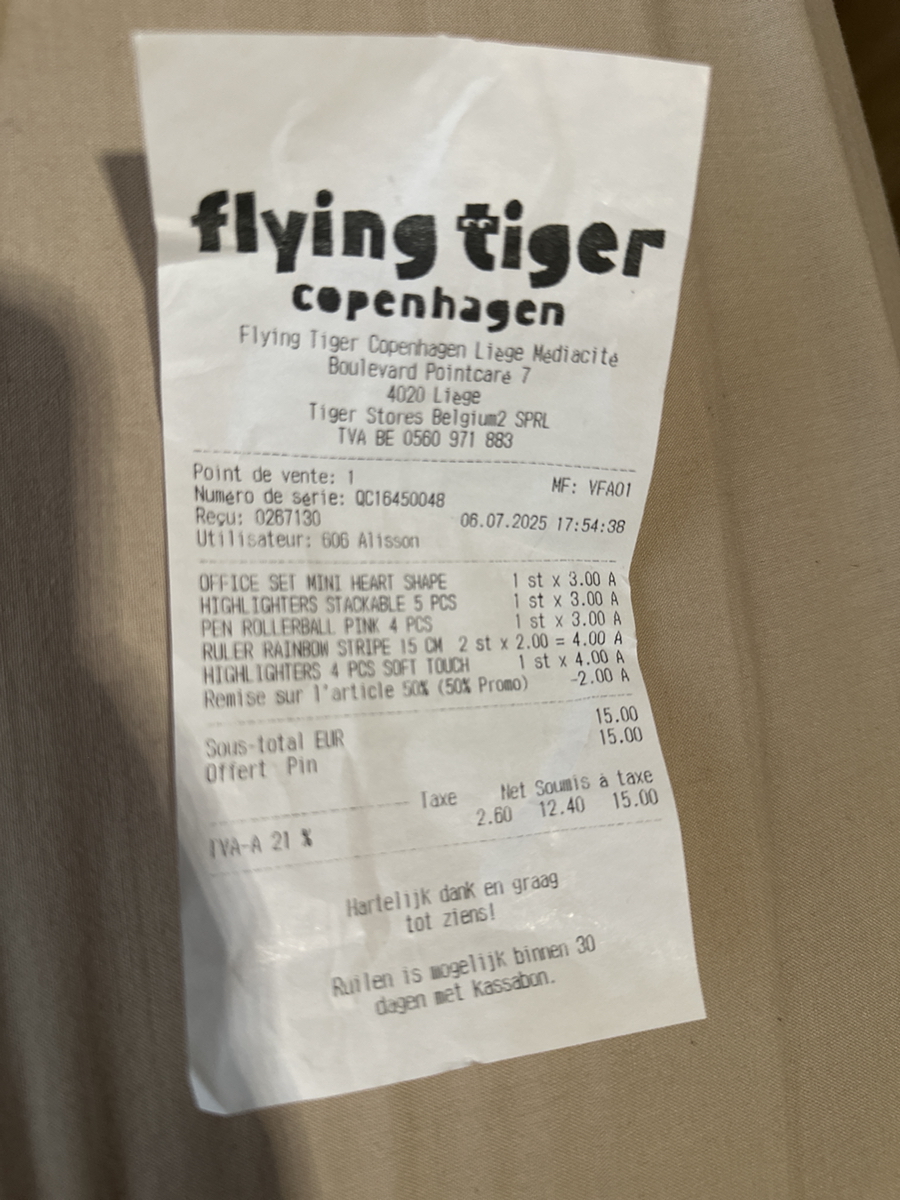 flying tiger
copenhagen
Flying Tiger Copenhagen Liège Médiacité
Boulevard Pointcaré 7
4020 Liège
Tiger Stores Belgium2 SPRL
TVA BE 0560 971 883
Point de vente: 1 MF: VFA01
Numéro de série: QC16450048
Reçu: 0267130 06.07.2025 17:54:38
Utilisateur: 606 Alisson
OFFICE SET MINI HEART SHAPE 1 st x 3.00 A
HIGHLIGHTERS STACKABLE 5 PCS 1 st x 3.00 A
PEN ROLLERBALL PINK 4 PCS 1 st x 3.00 A
RULER RAINBOW STRIPE 15 CM 2 st x 2.00 = 4.00 A
HIGHLIGHTERS 4 PCS SOFT TOUCH 1 st x 4.00 A
Remise sur l'article 50% (50% Promo) -2.00 A
Sous-total EUR 15.00
Offert Pin 15.00
Taxe Net Soumis à taxe
TVA-A 21 % 2.60 12.40 15.00
Hartelijk dank en graag
tot ziens!
Ruilen is mogelijk binnen 30
dagen met kassabon.